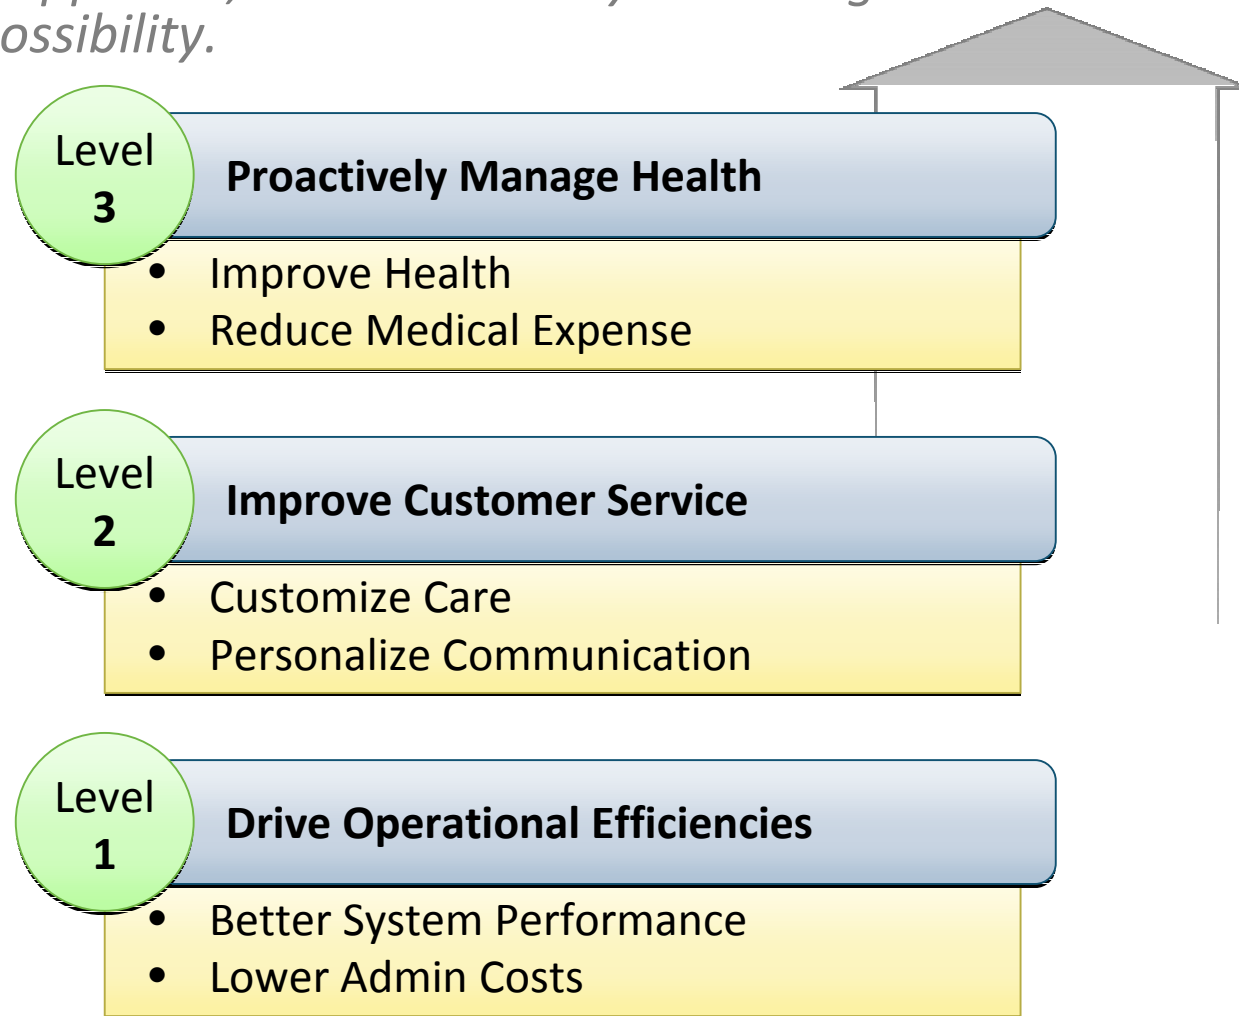 ossibility.
Level
3
Proactively Manage Health
• Improve Health
• Reduce Medical Expense
Level
2
Improve Customer Service
• Customize Care
• Personalize Communication
Level
1
Drive Operational Efficiencies
• Better System Performance
• Lower Admin Costs